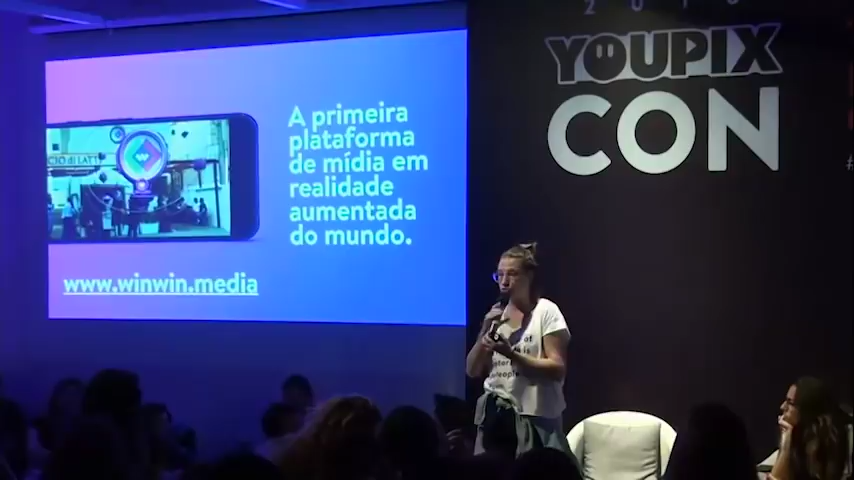 YOUPIX
CON
A primeira
plataforma
de mídia em
realidade
aumentada
do mundo.
www.winwin.media